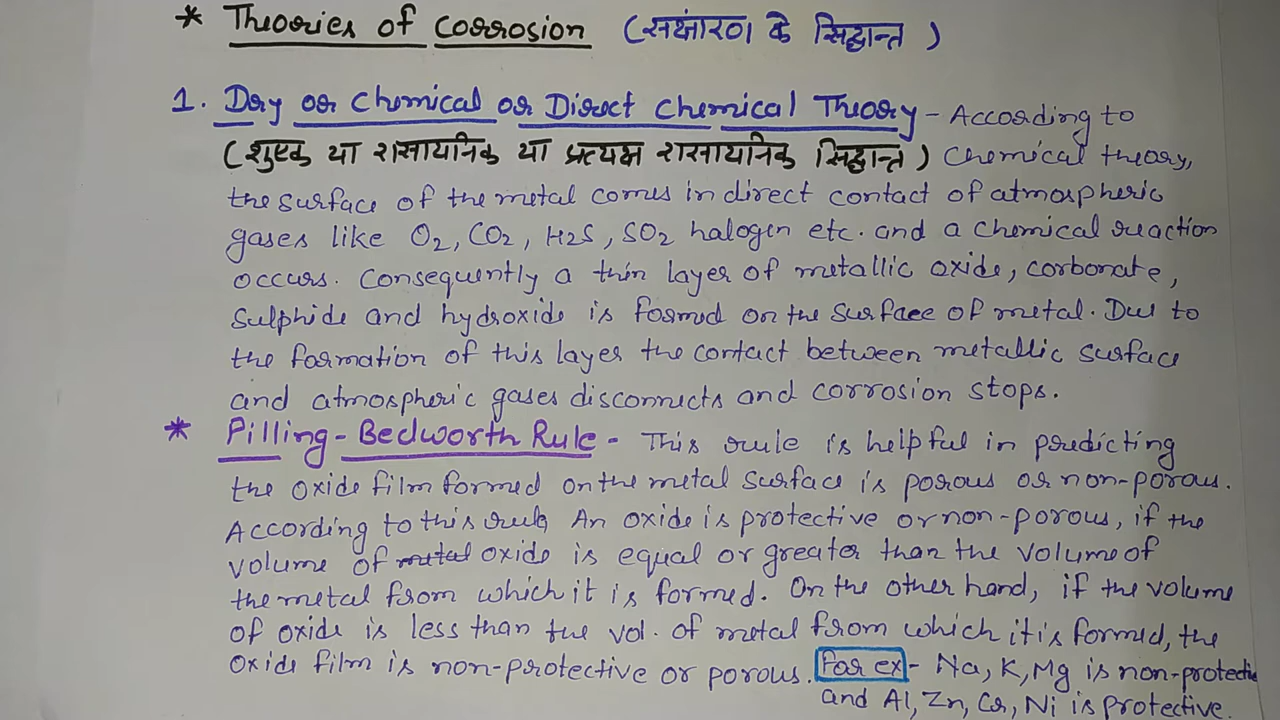 * Theories of Corrosion (संक्षारण के सिद्धान्त )
1. Dry or Chemical or Direct Chemical Theory - According to
(शुष्क या रासायनिक या प्रत्यक्ष रासायनिक सिद्धान्त ) Chemical theory,
the surface of the metal comes in direct contact of atmospheric
gases like O2, CO2, H2S, SO2 halogen etc. and a chemical reaction
occurs. Consequently a thin layer of metallic oxide, corbonate,
Sulphide and hydroxide is formed on the surface of metal. Due to
the formation of this layer the contact between metallic surface
and atmospheric gases disconnects and corrosion stops.
* Pilling-Bedworth Rule - This rule is helpful in predicting
the oxide film formed on the metal surface is porous or non-porous.
According to this rule, An oxide is protective or non-porous, if the
volume of metal oxide is equal or greater than the volume of
the metal from which it is formed. On the other hand, if the volume
of oxide is less than the vol. of metal from which it is formed, the
oxide film is non-protective or porous. For ex - Na, K, Mg is non-protective
and Al, Zn, Cr, Ni is protective.